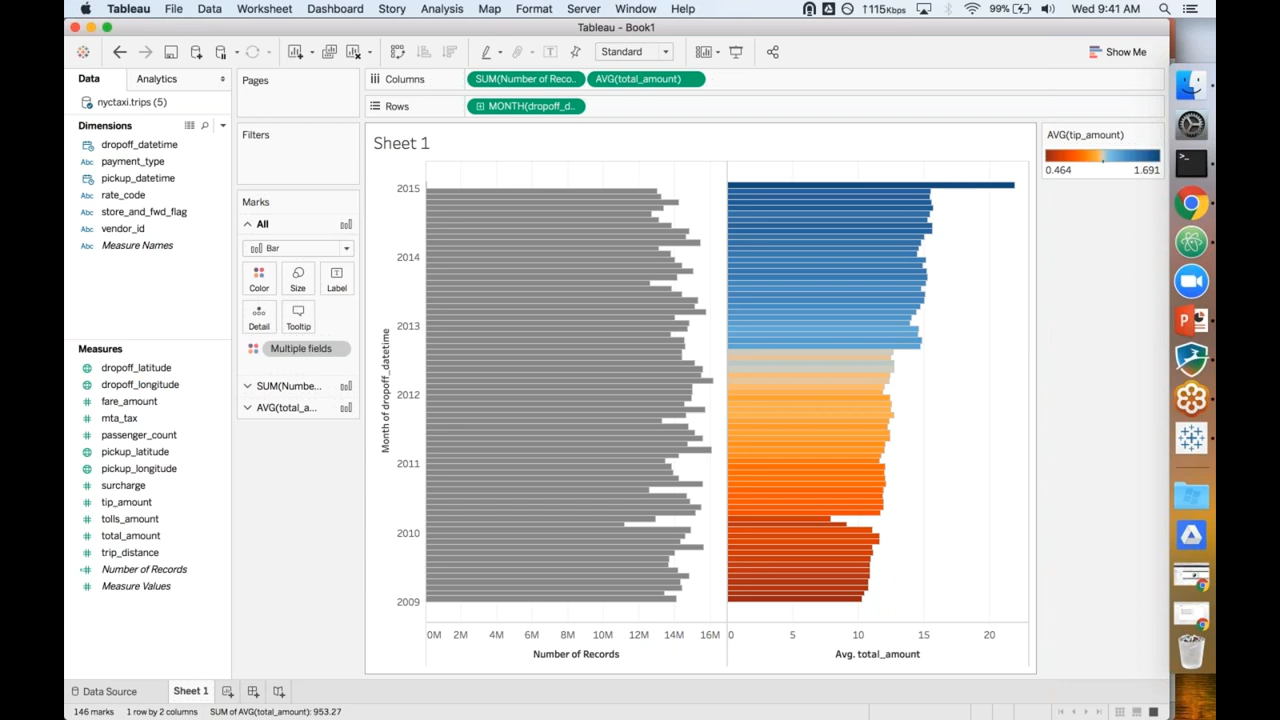 Tableau File Data Worksheet Dashboard Story Analysis Map Format Server Window Help
115Kbps 99% Wed 9:41 AM
Tableau - Book1
Standard Show Me
Data Analytics
nyctaxi.trips (5)
Dimensions
dropoff_datetime
Abc payment_type
pickup_datetime
Abc rate_code
Abc store_and_fwd_flag
Abc vendor_id
Abc Measure Names
Measures
dropoff_latitude
dropoff_longitude
# fare_amount
# mta_tax
# passenger_count
pickup_latitude
pickup_longitude
# surcharge
# tip_amount
# tolls_amount
# total_amount
# trip_distance
Number of Records
# Measure Values
Pages
Filters
Marks
All
Bar
Color Size Label
Detail Tooltip
Multiple fields
SUM(Numbe...
AVG(total_a...
Columns SUM(Number of Reco.. AVG(total_amount)
Rows MONTH(dropoff_d..
Sheet 1
Month of dropoff_datetime
2015
2014
2013
2012
2011
2010
2009
0M 2M 4M 6M 8M 10M 12M 14M 16M 0 5 10 15 20
Number of Records Avg. total_amount
AVG(tip_amount)
0.464 1.691
Data Source Sheet 1
146 marks 1 row by 2 columns SUM of AVG(total_amount): 953.27